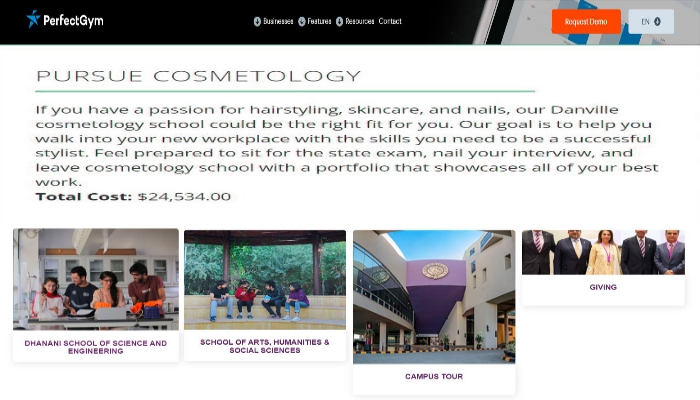 PerfectGym
Businesses Features Resources Contact
Request Demo
EN
PURSUE COSMETOLOGY
If you have a passion for hairstyling, skincare, and nails, our Danville
cosmetology school could be the right fit for you. Our goal is to help you
walk into your new workplace with the skills you need to be a successful
stylist. Feel prepared to sit for the state exam, nail your interview, and
leave cosmetology school with a portfolio that showcases all of your best
work.
Total Cost: $24,534.00
DHANANI SCHOOL OF SCIENCE AND
ENGINEERING
SCHOOL OF ARTS, HUMANITIES &
SOCIAL SCIENCES
CAMPUS TOUR
GIVING